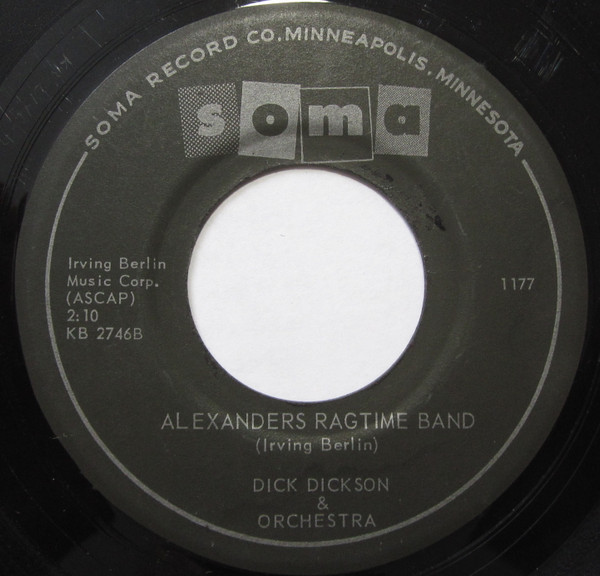 SOMA RECORD CO. MINNEAPOLIS, MINNESOTA
soma
Irving Berlin
Music Corp.
(ASCAP)
2:10
KB 2746B
1177
ALEXANDERS RAGTIME BAND
(Irving Berlin)
DICK DICKSON
&
ORCHESTRA